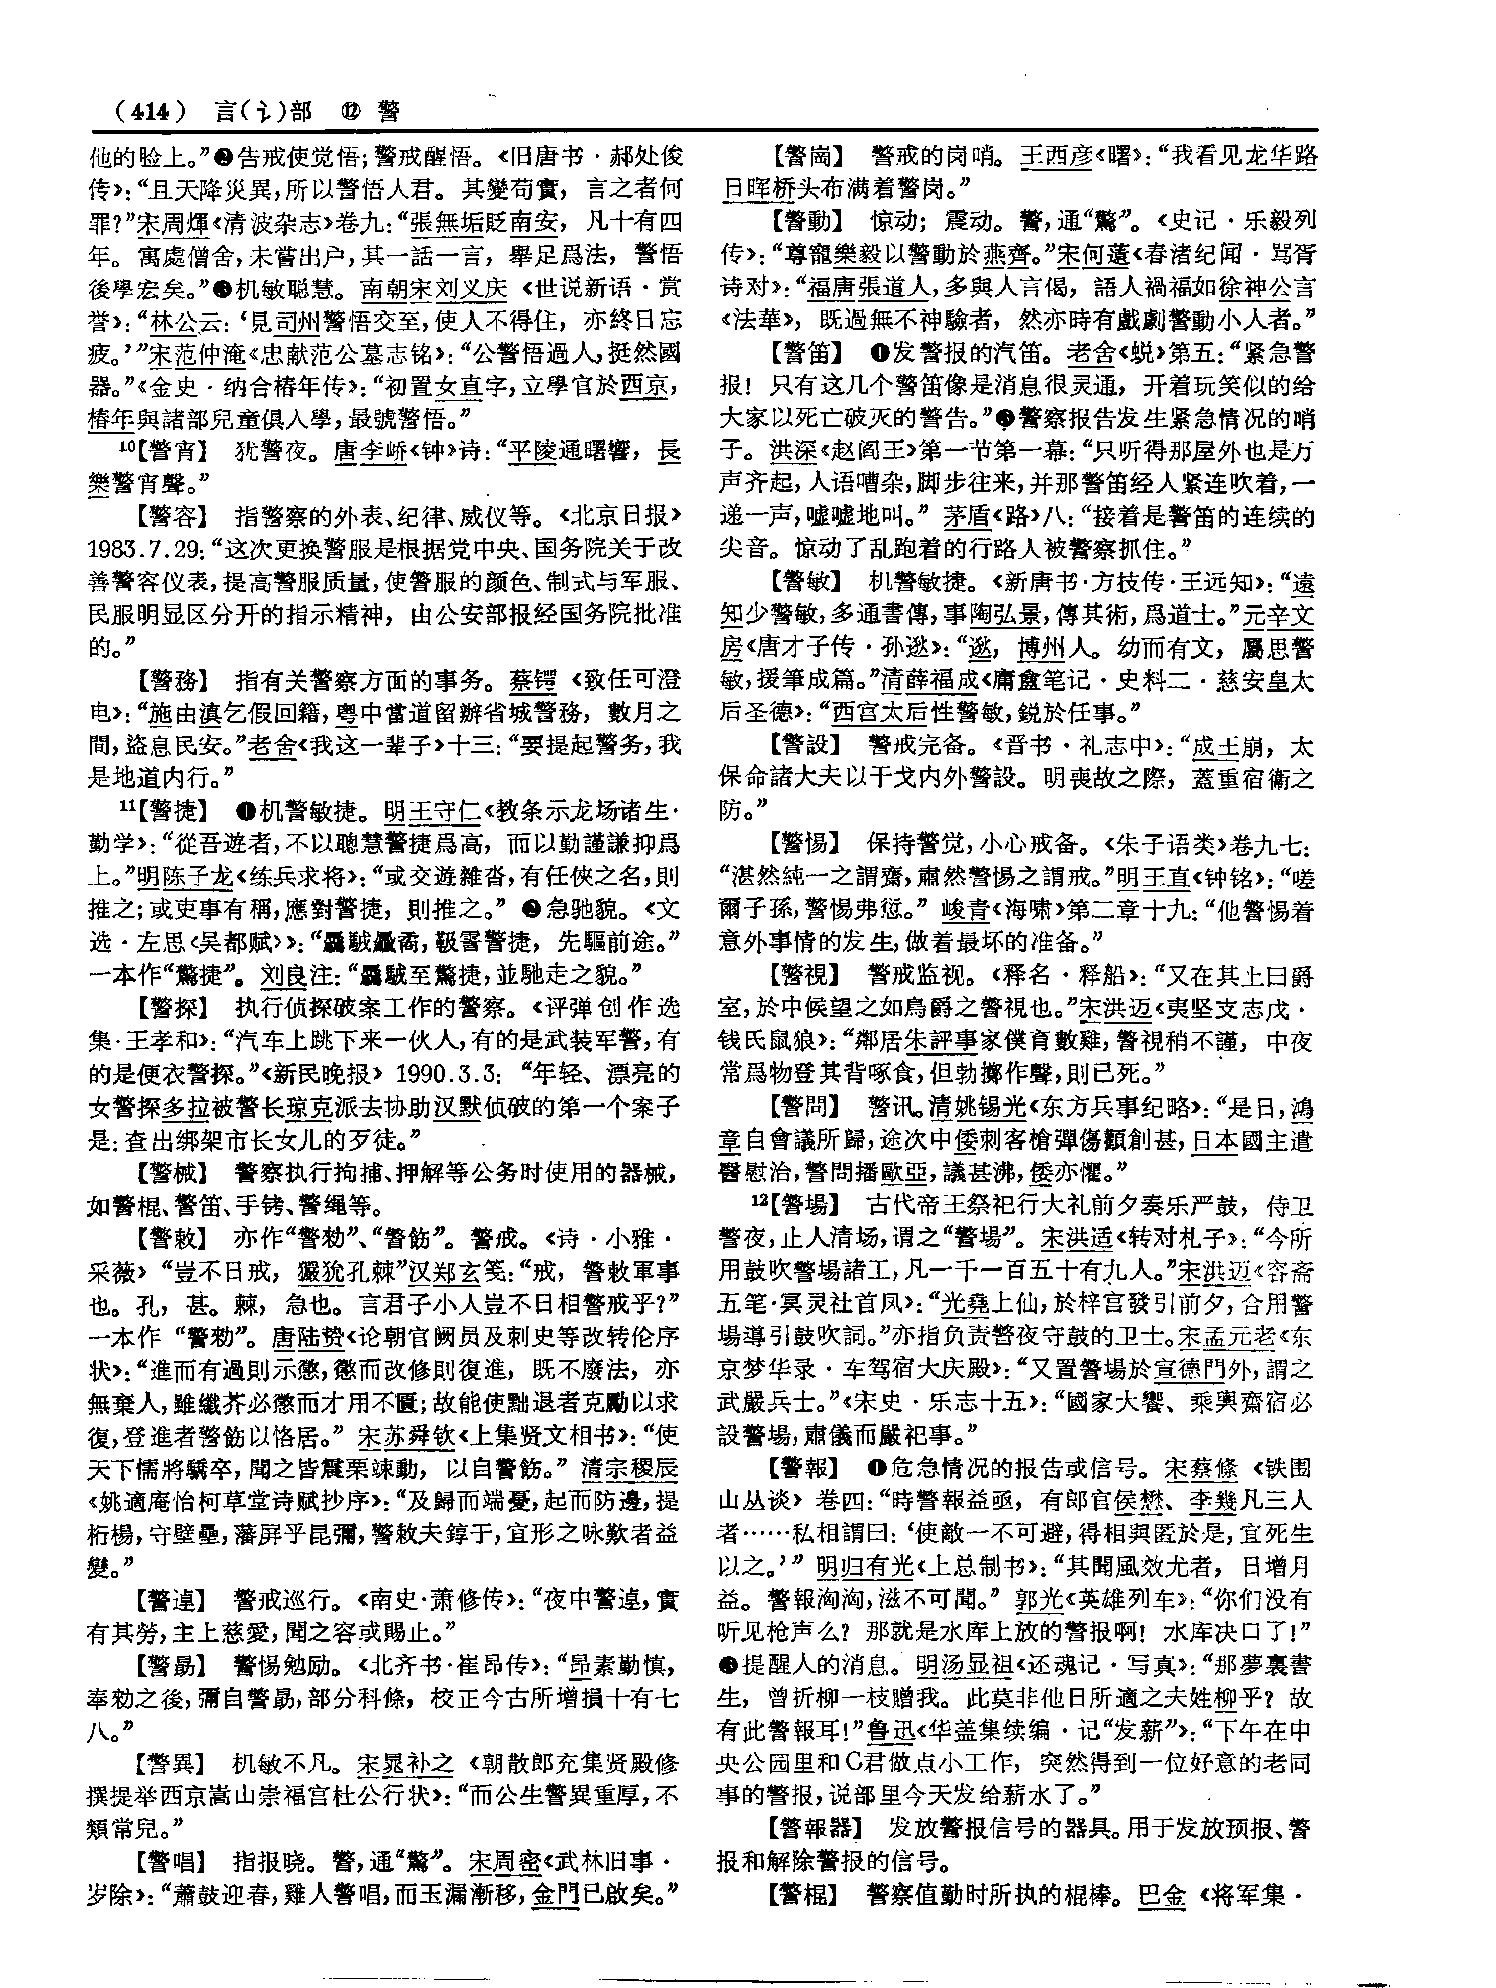 (414) 言(讠)部 ⑫ 警
他的脸上。”❷告戒使觉悟;警戒醒悟。《旧唐书·郝处俊
传》:“且天降災異,所以警悟人君。其變苟實,言之者何
罪?”宋周煇《清波杂志》卷九:“張無垢貶南安,凡十有四
年。寓處僧舍,未嘗出户,其一話一言,舉足爲法,警悟
後學宏矣。”❸机敏聪慧。南朝宋刘义庆《世说新语·赏
誉》:“林公云:‘見司州警悟交至,使人不得住,亦終日忘
疲。’”宋范仲淹《忠献范公墓志铭》:“公警悟過人,挺然國
器。”《金史·纳合椿年传》:“初置女直字,立學官於西京,
椿年與諸部兒童俱入學,最號警悟。”
¹⁰【警宵】 犹警夜。唐李峤《钟》诗:“平陵通曙響,長
樂警宵聲。”
【警容】 指警察的外表、纪律、威仪等。《北京日报》
1983.7.29:“这次更换警服是根据党中央、国务院关于改
善警容仪表,提高警服质量,使警服的颜色、制式与军服、
民服明显区分开的指示精神,由公安部报经国务院批准
的。”
【警務】 指有关警察方面的事务。蔡锷《致任可澄
电》:“施由滇乞假回籍,粤中當道留辦省城警務,數月之
間,盜息民安。”老舍《我这一辈子》十三:“要提起警务,我
是地道内行。”
¹¹【警捷】 ❶机警敏捷。明王守仁《教条示龙场诸生·
勤学》:“從吾遊者,不以聰慧警捷爲高,而以勤謹謙抑爲
上。”明陈子龙《练兵求将》:“或交遊雜沓,有任俠之名,則
推之;或吏事有稱,應對警捷,則推之。”❷急驰貌。《文
选·左思〈吴都赋〉》:“驫駥飍矞,靸霅警捷,先驅前途。”
一本作“驚捷”。刘良注:“驫駥至驚捷,並馳走之貌。”
【警探】 执行侦探破案工作的警察。《评弹创作选
集·王孝和》:“汽车上跳下来一伙人,有的是武装军警,有
的是便衣警探。”《新民晚报》1990.3.3:“年轻、漂亮的
女警探多拉被警长琼克派去协助汉默侦破的第一个案子
是:查出绑架市长女儿的歹徒。”
【警械】 警察执行拘捕、押解等公务时使用的器械,
如警棍、警笛、手铐、警绳等。
【警敕】 亦作“警勑”、“警飭”。警戒。《诗·小雅·
采薇》“豈不日戒,玁狁孔棘”汉郑玄笺:“戒,警敕軍事
也。孔,甚。棘,急也。言君子小人豈不日相警戒乎?”
一本作“警勑”。唐陆贽《论朝官阙员及刺史等改转伦序
状》:“進而有過則示懲,懲而改修則復進,既不廢法,亦
無棄人,雖纖芥必懲而才用不匱;故能使黜退者克勵以求
復,登進者警飭以恪居。”宋苏舜钦《上集贤文相书》:“使
天下懦將驕卒,聞之皆震栗竦動,以自警飭。”清宗稷辰
《姚適庵怡柯草堂诗赋抄序》:“及歸而端憂,起而防邊,提
桁楊,守壁壘,藩屏乎昆彌,警敕夫錞于,宜形之咏歎者益
變。”
【警逴】 警戒巡行。《南史·萧修传》:“夜中警逴,實
有其勞,主上慈愛,聞之容或賜止。”
【警勗】 警惕勉励。《北齐书·崔昂传》:“昂素勤慎,
奉勑之後,彌自警勗,部分科條,校正今古所增損十有七
八。”
【警異】 机敏不凡。宋晁补之《朝散郎充集贤殿修
撰提举西京嵩山崇福宫杜公行状》:“而公生警異重厚,不
類常兒。”
【警唱】 指报晓。警,通“驚”。宋周密《武林旧事·
岁除》:“蕭鼓迎春,雞人警唱,而玉漏漸移,金門已啟矣。”
【警崗】 警戒的岗哨。王西彦《曙》:“我看见龙华路
日晖桥头布满着警岗。”
【警動】 惊动;震动。警,通“驚”。《史记·乐毅列
传》:“尊寵樂毅以警動於燕齊。”宋何薳《春渚纪闻·骂胥
诗对》:“福唐張道人,多與人言偈,語人禍福如徐神公言
《法華》,既過無不神驗者,然亦時有戲劇警動小人者。”
【警笛】 ❶发警报的汽笛。老舍《蜕》第五:“紧急警
报!只有这几个警笛像是消息很灵通,开着玩笑似的给
大家以死亡破灭的警告。”❷警察报告发生紧急情况的哨
子。洪深《赵阎王》第一节第一幕:“只听得那屋外也是万
声齐起,人语嘈杂,脚步往来,并那警笛经人紧连吹着,一
递一声,嘘嘘地叫。”茅盾《路》八:“接着是警笛的连续的
尖音。惊动了乱跑着的行路人被警察抓住。”
【警敏】 机警敏捷。《新唐书·方技传·王远知》:“遠
知少警敏,多通書傳,事陶弘景,傳其術,爲道士。”元辛文
房《唐才子传·孙逖》:“逖,博州人。幼而有文,屬思警
敏,援筆成篇。”清薛福成《庸盦笔记·史料二·慈安皇太
后圣德》:“西宫太后性警敏,鋭於任事。”
【警設】 警戒完备。《晋书·礼志中》:“成王崩,太
保命諸大夫以干戈内外警設。明喪故之際,蓋重宿衛之
防。”
【警惕】 保持警觉,小心戒备。《朱子语类》卷九七:
“湛然純一之謂齋,肅然警惕之謂戒。”明王直《钟铭》:“嗟
爾子孫,警惕弗愆。”峻青《海啸》第二章十九:“他警惕着
意外事情的发生,做着最坏的准备。”
【警視】 警戒监视。《释名·释船》:“又在其上曰爵
室,於中候望之如鳥爵之警視也。”宋洪迈《夷坚支志戊·
钱氏鼠狼》:“鄰居朱評事家僕育數雞,警視稍不謹,中夜
常爲物登其背啄食,但勃擲作聲,則已死。”
【警問】 警讯。清姚锡光《东方兵事纪略》:“是日,鴻
章自會議所歸,途次中倭刺客槍彈傷顴創甚,日本國主遣
醫慰治,警問播歐亞,議甚沸,倭亦懼。”
¹²【警場】 古代帝王祭祀行大礼前夕奏乐严鼓,侍卫
警夜,止人清场,谓之“警場”。宋洪适《转对札子》:“今所
用鼓吹警場諸工,凡一千一百五十有九人。”宋洪迈《容斋
五笔·冥灵社首凤》:“光堯上仙,於梓宫發引前夕,合用警
場導引鼓吹詞。”亦指负责警夜守鼓的卫士。宋孟元老《东
京梦华录·车驾宿大庆殿》:“又置警場於宣德門外,謂之
武嚴兵士。”《宋史·乐志十五》:“國家大饗、乘輿齋宿必
設警場,肅儀而嚴祀事。”
【警報】 ❶危急情况的报告或信号。宋蔡絛《铁围
山丛谈》卷四:“時警報益亟,有郎官侯懋、李幾凡三人
者……私相謂曰:‘使敵一不可避,得相與匿於是,宜死生
以之。’”明归有光《上总制书》:“其聞風效尤者,日增月
益。警報洶洶,滋不可聞。”郭光《英雄列车》:“你们没有
听见枪声么?那就是水库上放的警报啊!水库决口了!”
❷提醒人的消息。明汤显祖《还魂记·写真》:“那夢裏書
生,曾折柳一枝贈我。此莫非他日所適之夫姓柳乎?故
有此警報耳!”鲁迅《华盖集续编·记“发薪”》:“下午在中
央公园里和C君做点小工作,突然得到一位好意的老同
事的警报,说部里今天发给薪水了。”
【警報器】 发放警报信号的器具。用于发放预报、警
报和解除警报的信号。
【警棍】 警察值勤时所执的棍棒。巴金《将军集·